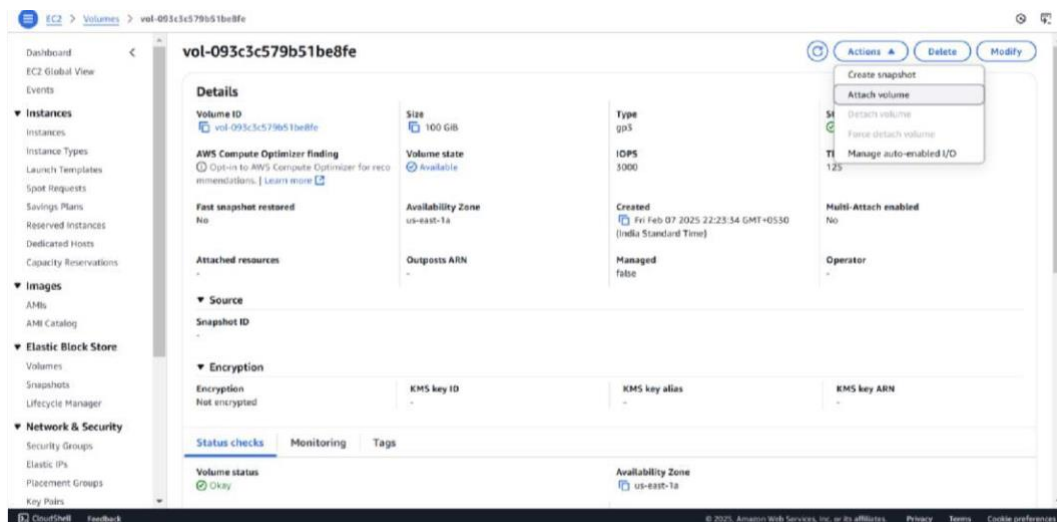 EC2 > Volumes > vol-093c3c579b51be8fe
Dashboard
EC2 Global View
Events
Instances
Instances
Instance Types
Launch Templates
Spot Requests
Savings Plans
Reserved Instances
Dedicated Hosts
Capacity Reservations
Images
AMIs
AMI Catalog
Elastic Block Store
Volumes
Snapshots
Lifecycle Manager
Network & Security
Security Groups
Elastic IPs
Placement Groups
Key Pairs
vol-093c3c579b51be8fe
Actions Delete Modify
Create snapshot
Attach volume
Detach volume
Force detach volume
Manage auto-enabled I/O
Details
Volume ID
vol-093c3c579b51be8fe
Size
100 GiB
Type
gp3
AWS Compute Optimizer finding
Opt-in to AWS Compute Optimizer for reco
mmendations. | Learn more
Volume state
Available
IOPS
3000
125
Fast snapshot restored
No
Availability Zone
us-east-1a
Created
Fri Feb 07 2025 22:23:34 GMT+0530
(India Standard Time)
Multi-Attach enabled
No
Attached resources
-
Outposts ARN
-
Managed
false
Operator
-
Source
Snapshot ID
-
Encryption
Encryption
Not encrypted
KMS key ID
-
KMS key alias
-
KMS key ARN
-
Status checks Monitoring Tags
Volume status
Okay
Availability Zone
us-east-1a
CloudShell Feedback
© 2025, Amazon Web Services, Inc. or its affiliates. Privacy Terms Cookie preferences